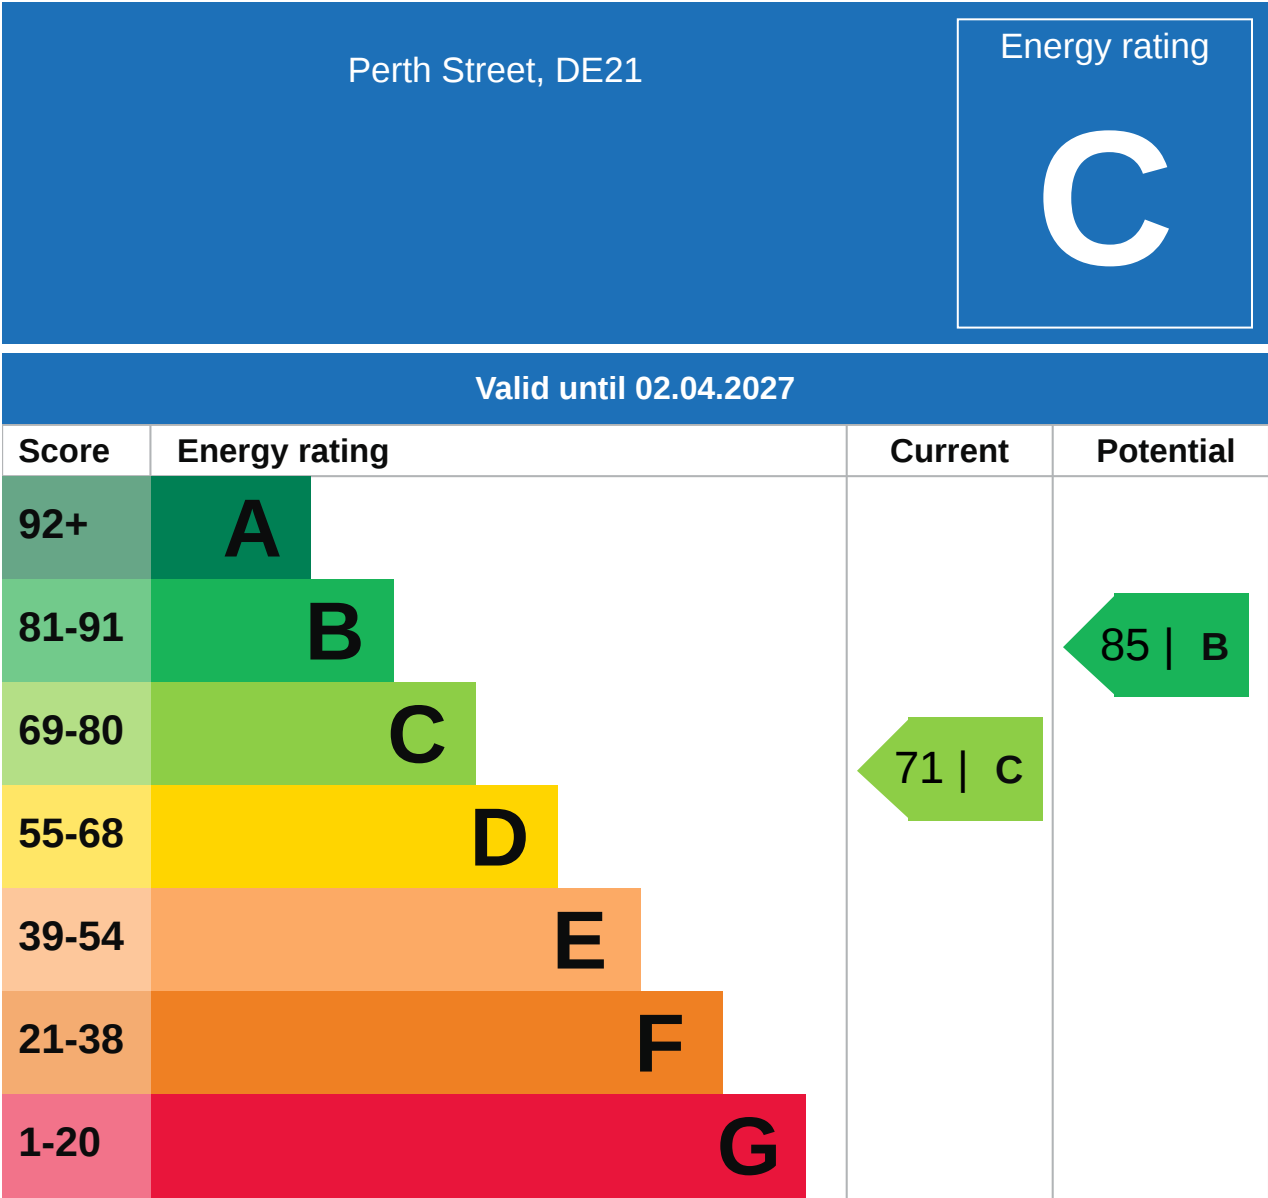 Perth Street, DE21
Energy rating
C
Valid until 02.04.2027
Score Energy rating Current Potential
92+ A
81-91 B
85 | B
69-80 C
71 | C
55-68 D
39-54 E
21-38 F
1-20 G